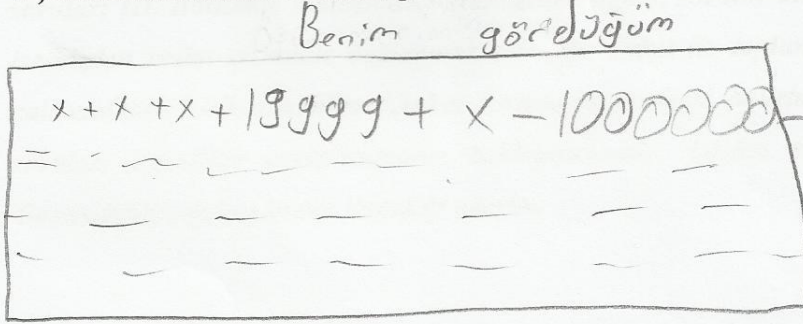 Benim gördüğüm
x + x + x + 19999 + x - 1000000
=